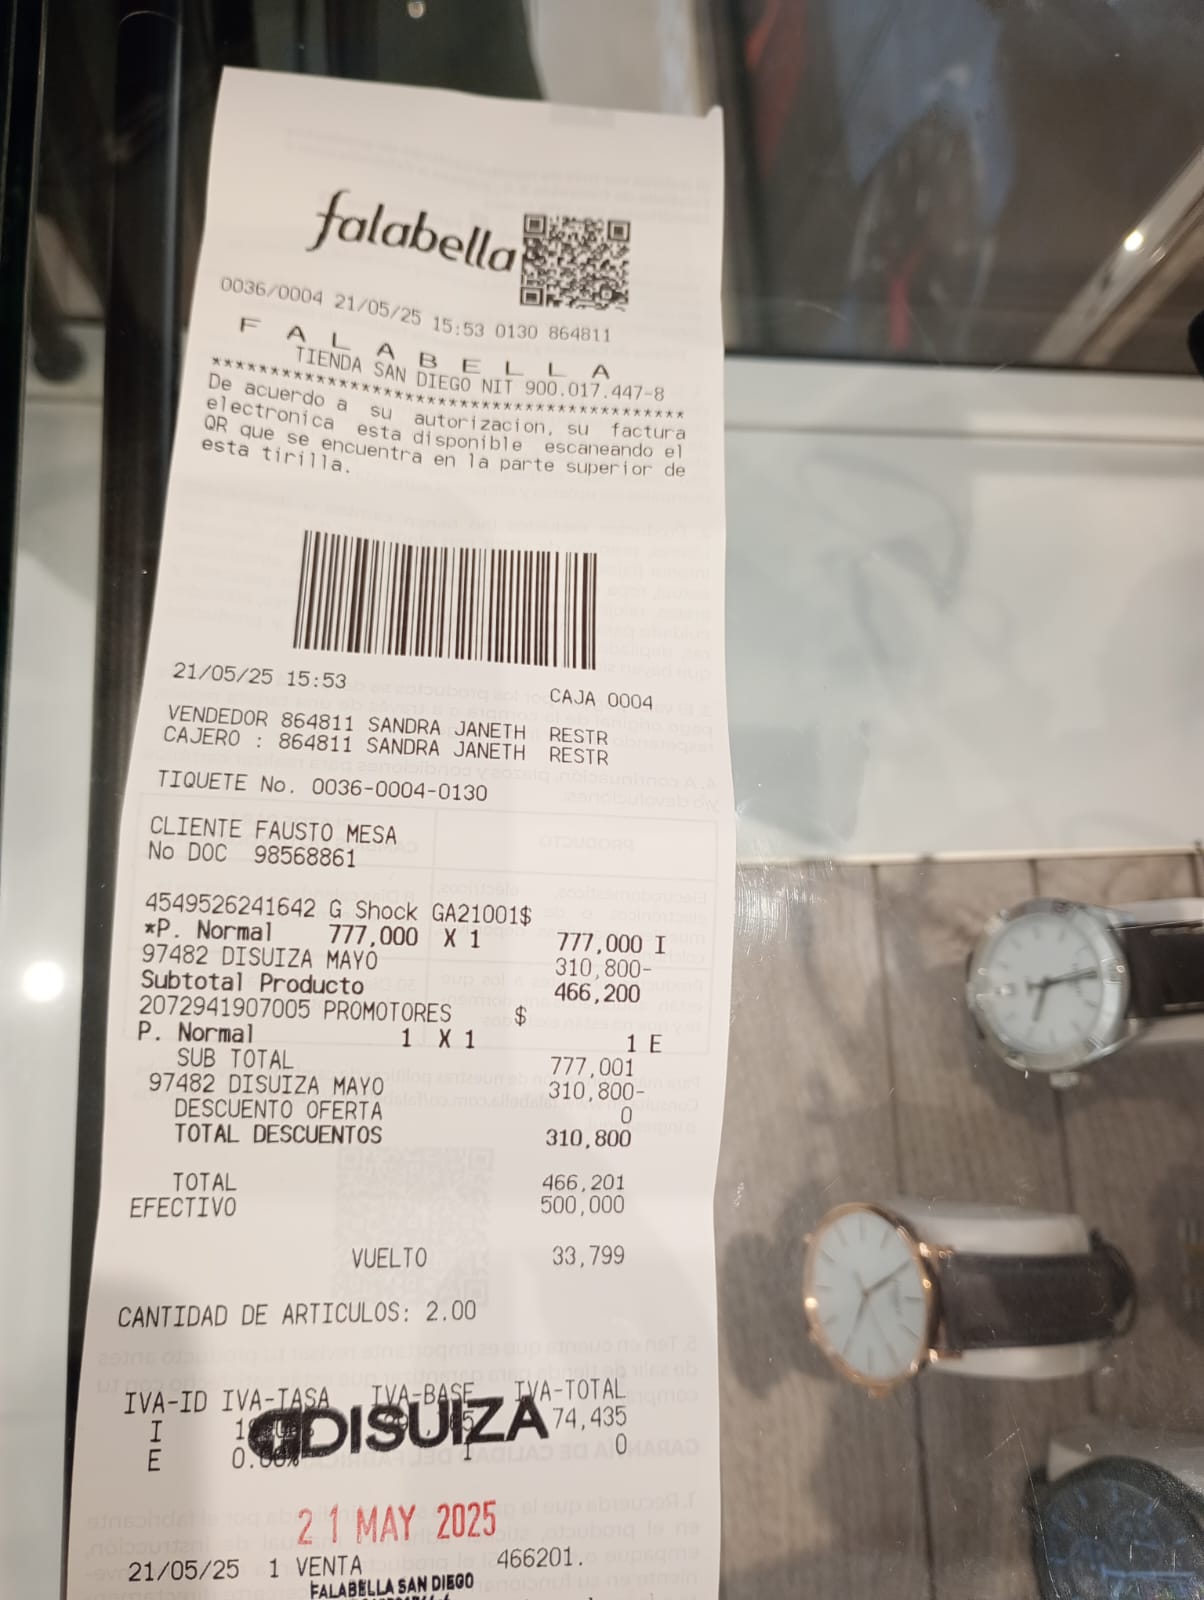 falabella
0036/0004 21/05/25 15:53 0130 864811
F A L A B E L L A
TIENDA SAN DIEGO NIT 900.017.447-8
******************************************
De acuerdo a su autorizacion, su factura
electronica esta disponible escaneando el
QR que se encuentra en la parte superior de
esta tirilla.
21/05/25 15:53 CAJA 0004
VENDEDOR 864811 SANDRA JANETH RESTR
CAJERO : 864811 SANDRA JANETH RESTR
TIQUETE No. 0036-0004-0130
CLIENTE FAUSTO MESA
No DOC 98568861
4549526241642 G Shock GA21001$
*P. Normal 777,000 X 1 777,000 I
97482 DISUIZA MAYO 310,800-
Subtotal Producto 466,200
2072941907005 PROMOTORES $
P. Normal 1 X 1 1 E
SUB TOTAL 777,001
97482 DISUIZA MAYO 310,800-
DESCUENTO OFERTA 0
TOTAL DESCUENTOS 310,800
TOTAL 466,201
EFECTIVO 500,000
VUELTO 33,799
CANTIDAD DE ARTICULOS: 2.00
IVA-ID IVA-TASA IVA-BASE IVA-TOTAL
I 74,435
DISUIZA
E 1 0
21 MAY 2025
21/05/25 1 VENTA 466201.
FALABELLA SAN DIEGO